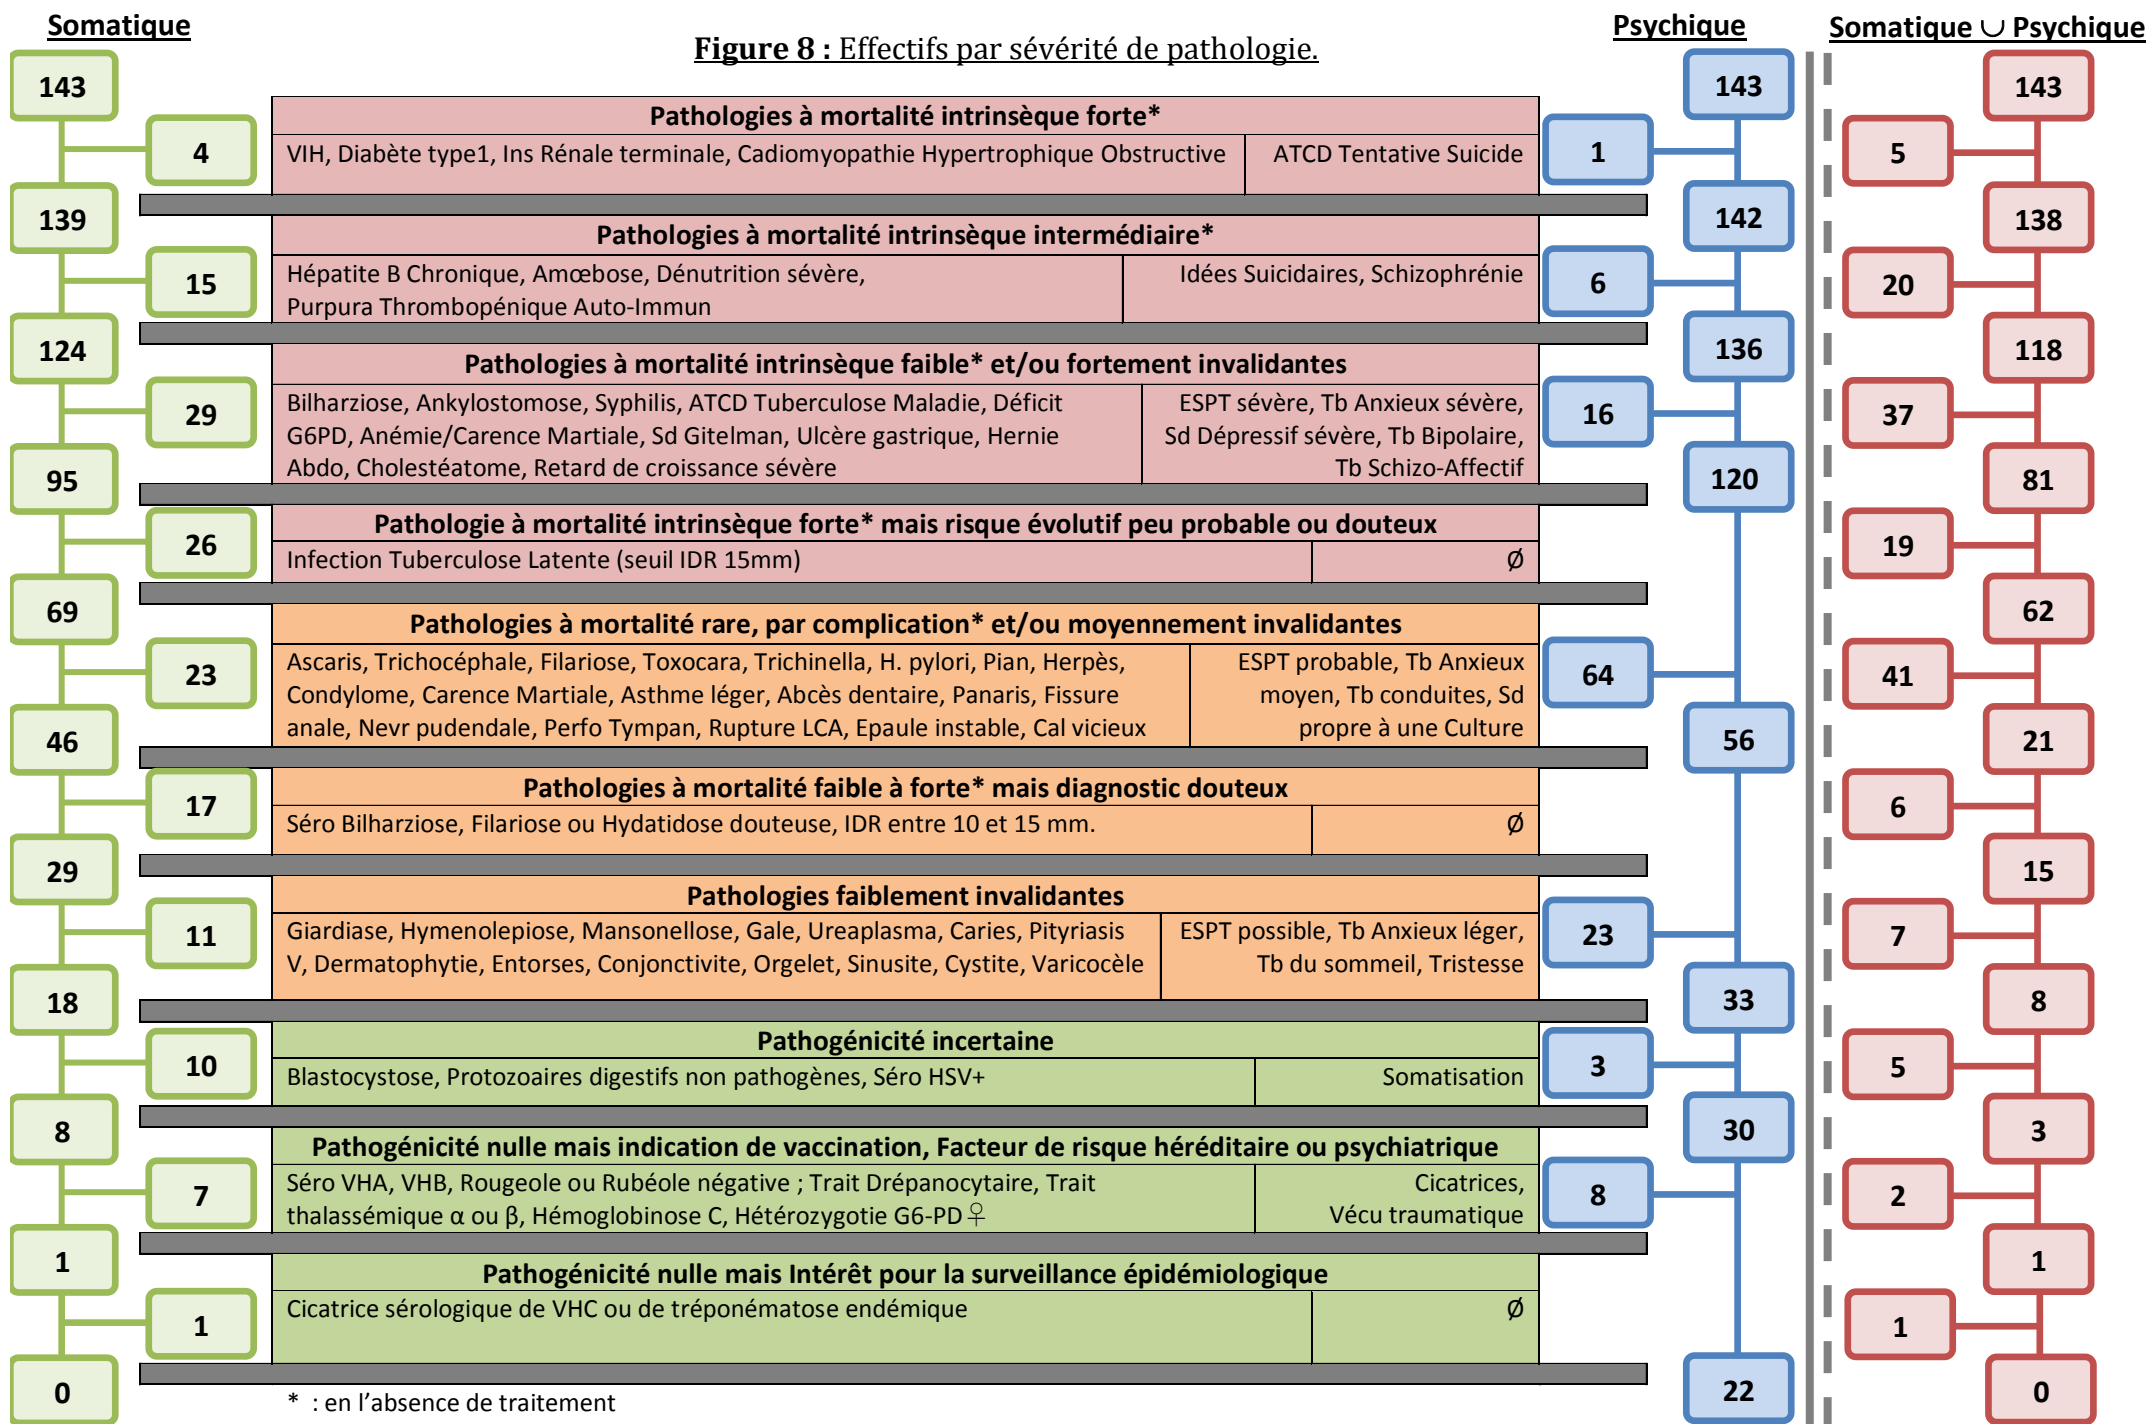 Somatique
Psychique
Somatique ∪ Psychique
Figure 8 : Effectifs par sévérité de pathologie.
143
143
143
Pathologies à mortalité intrinsèque forte*
4
VIH, Diabète type1, Ins Rénale terminale, Cadiomyopathie Hypertrophique Obstructive
ATCD Tentative Suicide
1
5
139
142
138
Pathologies à mortalité intrinsèque intermédiaire*
15
Hépatite B Chronique, Amœbose, Dénutrition sévère,
Purpura Thrombopénique Auto-Immun
Idées Suicidaires, Schizophrénie
6
20
124
136
118
Pathologies à mortalité intrinsèque faible* et/ou fortement invalidantes
29
Bilharziose, Ankylostomose, Syphilis, ATCD Tuberculose Maladie, Déficit
G6PD, Anémie/Carence Martiale, Sd Gitelman, Ulcère gastrique, Hernie
Abdo, Cholestéatome, Retard de croissance sévère
ESPT sévère, Tb Anxieux sévère,
Sd Dépressif sévère, Tb Bipolaire,
Tb Schizo-Affectif
16
37
95
120
81
Pathologie à mortalité intrinsèque forte* mais risque évolutif peu probable ou douteux
26
Infection Tuberculose Latente (seuil IDR 15mm)
Ø
19
69
62
Pathologies à mortalité rare, par complication* et/ou moyennement invalidantes
23
Ascaris, Trichocéphale, Filariose, Toxocara, Trichinella, H. pylori, Pian, Herpès,
Condylome, Carence Martiale, Asthme léger, Abcès dentaire, Panaris, Fissure
anale, Nevr pudendale, Perfo Tympan, Rupture LCA, Epaule instable, Cal vicieux
ESPT probable, Tb Anxieux
moyen, Tb conduites, Sd
propre à une Culture
64
41
46
56
21
Pathologies à mortalité faible à forte* mais diagnostic douteux
17
Séro Bilharziose, Filariose ou Hydatidose douteuse, IDR entre 10 et 15 mm.
Ø
6
29
15
Pathologies faiblement invalidantes
11
Giardiase, Hymenolepiose, Mansonellose, Gale, Ureaplasma, Caries, Pityriasis
V, Dermatophytie, Entorses, Conjonctivite, Orgelet, Sinusite, Cystite, Varicocèle
ESPT possible, Tb Anxieux léger,
Tb du sommeil, Tristesse
23
7
18
33
8
Pathogénicité incertaine
10
Blastocystose, Protozoaires digestifs non pathogènes, Séro HSV+
Somatisation
3
5
8
30
3
Pathogénicité nulle mais indication de vaccination, Facteur de risque héréditaire ou psychiatrique
7
Séro VHA, VHB, Rougeole ou Rubéole négative ; Trait Drépanocytaire, Trait
thalassémique α ou β, Hémoglobinose C, Hétérozygotie G6-PD ♀
Cicatrices,
Vécu traumatique
8
2
1
1
Pathogénicité nulle mais Intérêt pour la surveillance épidémiologique
1
Cicatrice sérologique de VHC ou de tréponématose endémique
Ø
1
0
22
0
* : en l'absence de traitement